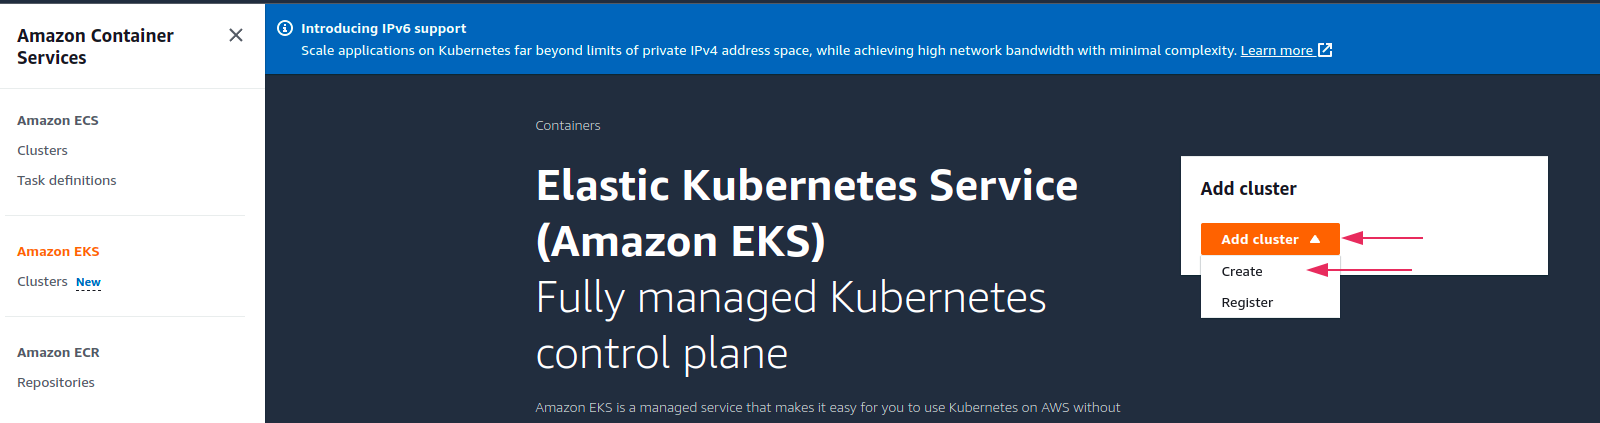 Amazon Container
Services
Amazon ECS
Clusters
Task definitions
Amazon EKS
Clusters New
Amazon ECR
Repositories
Introducing IPv6 support
Scale applications on Kubernetes far beyond limits of private IPv4 address space, while achieving high network bandwidth with minimal complexity. Learn more
Containers
Elastic Kubernetes Service
(Amazon EKS)
Fully managed Kubernetes
control plane
Amazon EKS is a managed service that makes it easy for you to use Kubernetes on AWS without
Add cluster
Add cluster
Create
Register